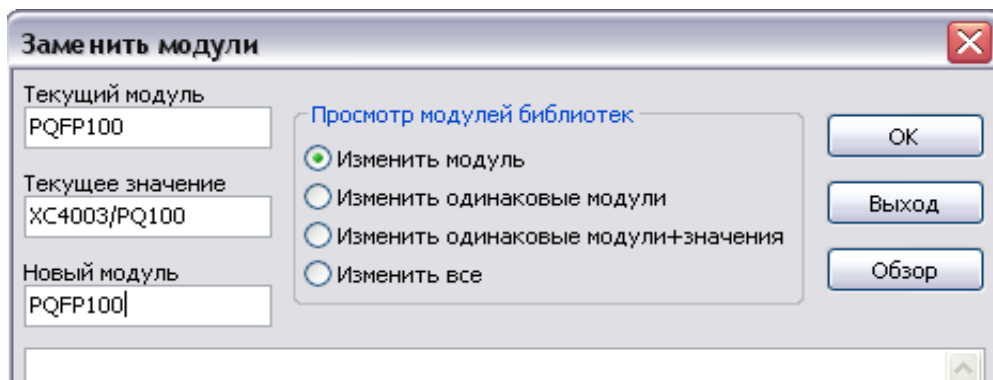 Заменить модули
Текущий модуль
PQFP100
Текущее значение
XC4003/PQ100
Новый модуль
PQFP100
Просмотр модулей библиотек
Изменить модуль
Изменить одинаковые модули
Изменить одинаковые модули+значения
Изменить все
OK
Выход
Обзор